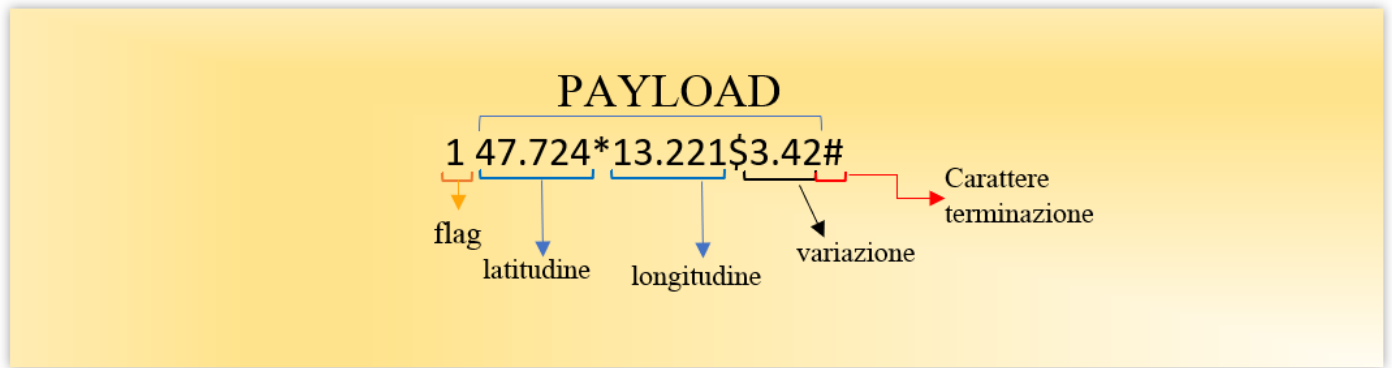 PAYLOAD
1 47.724*13.221$3.42#
Carattere
terminazione
flag
latitudine
longitudine
variazione